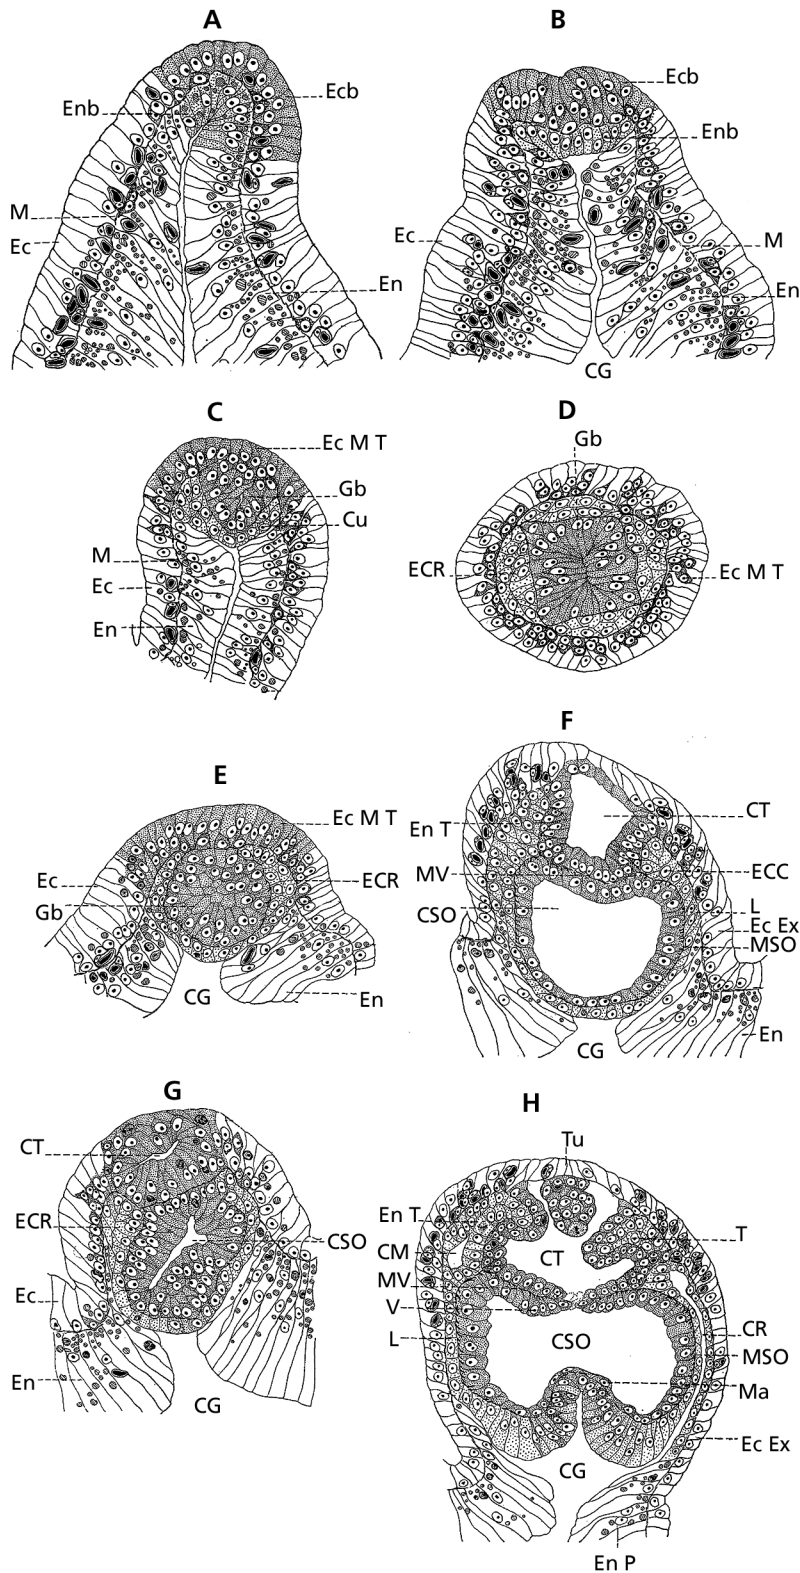 A
B
Ecb
Enb
Ecb
Enb
M
Ec
Ec
M
En
En
CG
C
D
Ec M T
Gb
Gb
Cu
M
Ec
En
ECR
Ec M T
E
F
Ec M T
CT
En T
Ec
ECR
MV
ECC
Gb
CSO
L
Ec Ex
MSO
CG
En
En
CG
G
H
Tu
CT
En T
ECR
CSO
CM
CT
T
MV
Ec
V
CR
L
CSO
MSO
En
Ma
CG
Ec Ex
CG
En P